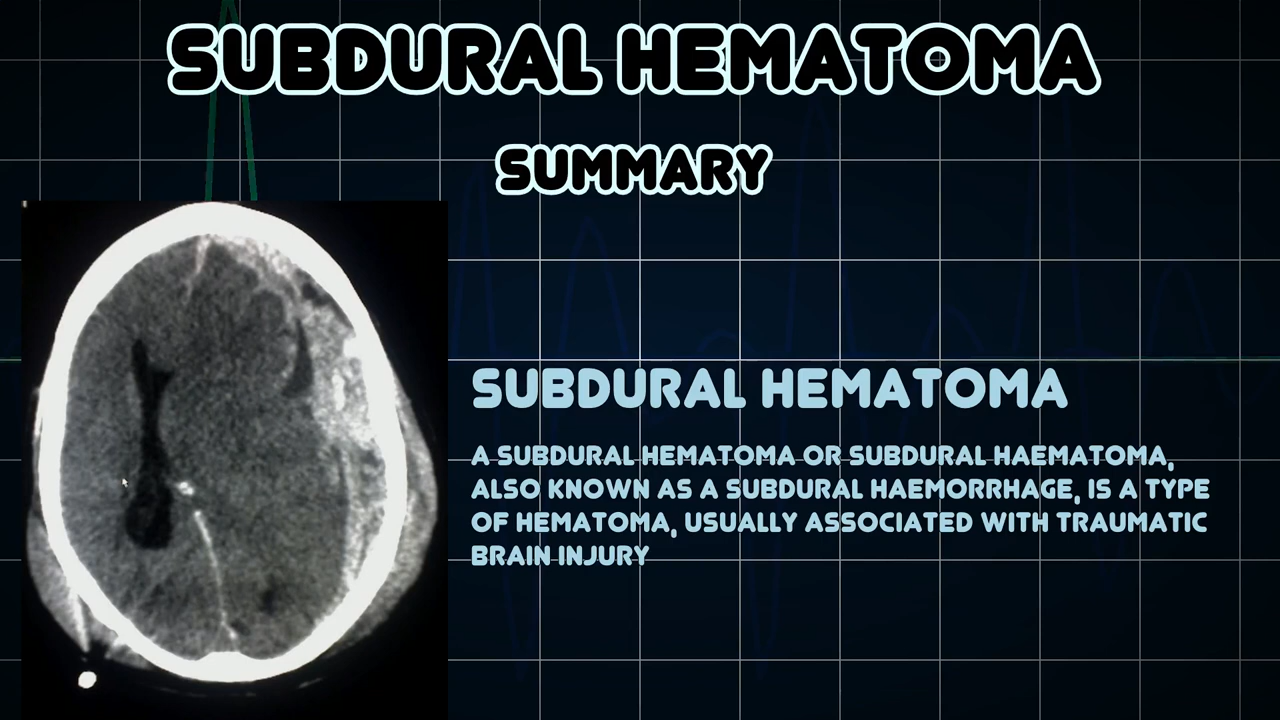 SUBDURAL HEMATOMA
SUMMARY
SUBDURAL HEMATOMA
A SUBDURAL HEMATOMA OR SUBDURAL HAEMATOMA,
ALSO KNOWN AS A SUBDURAL HAEMORRHAGE, IS A TYPE
OF HEMATOMA, USUALLY ASSOCIATED WITH TRAUMATIC
BRAIN INJURY